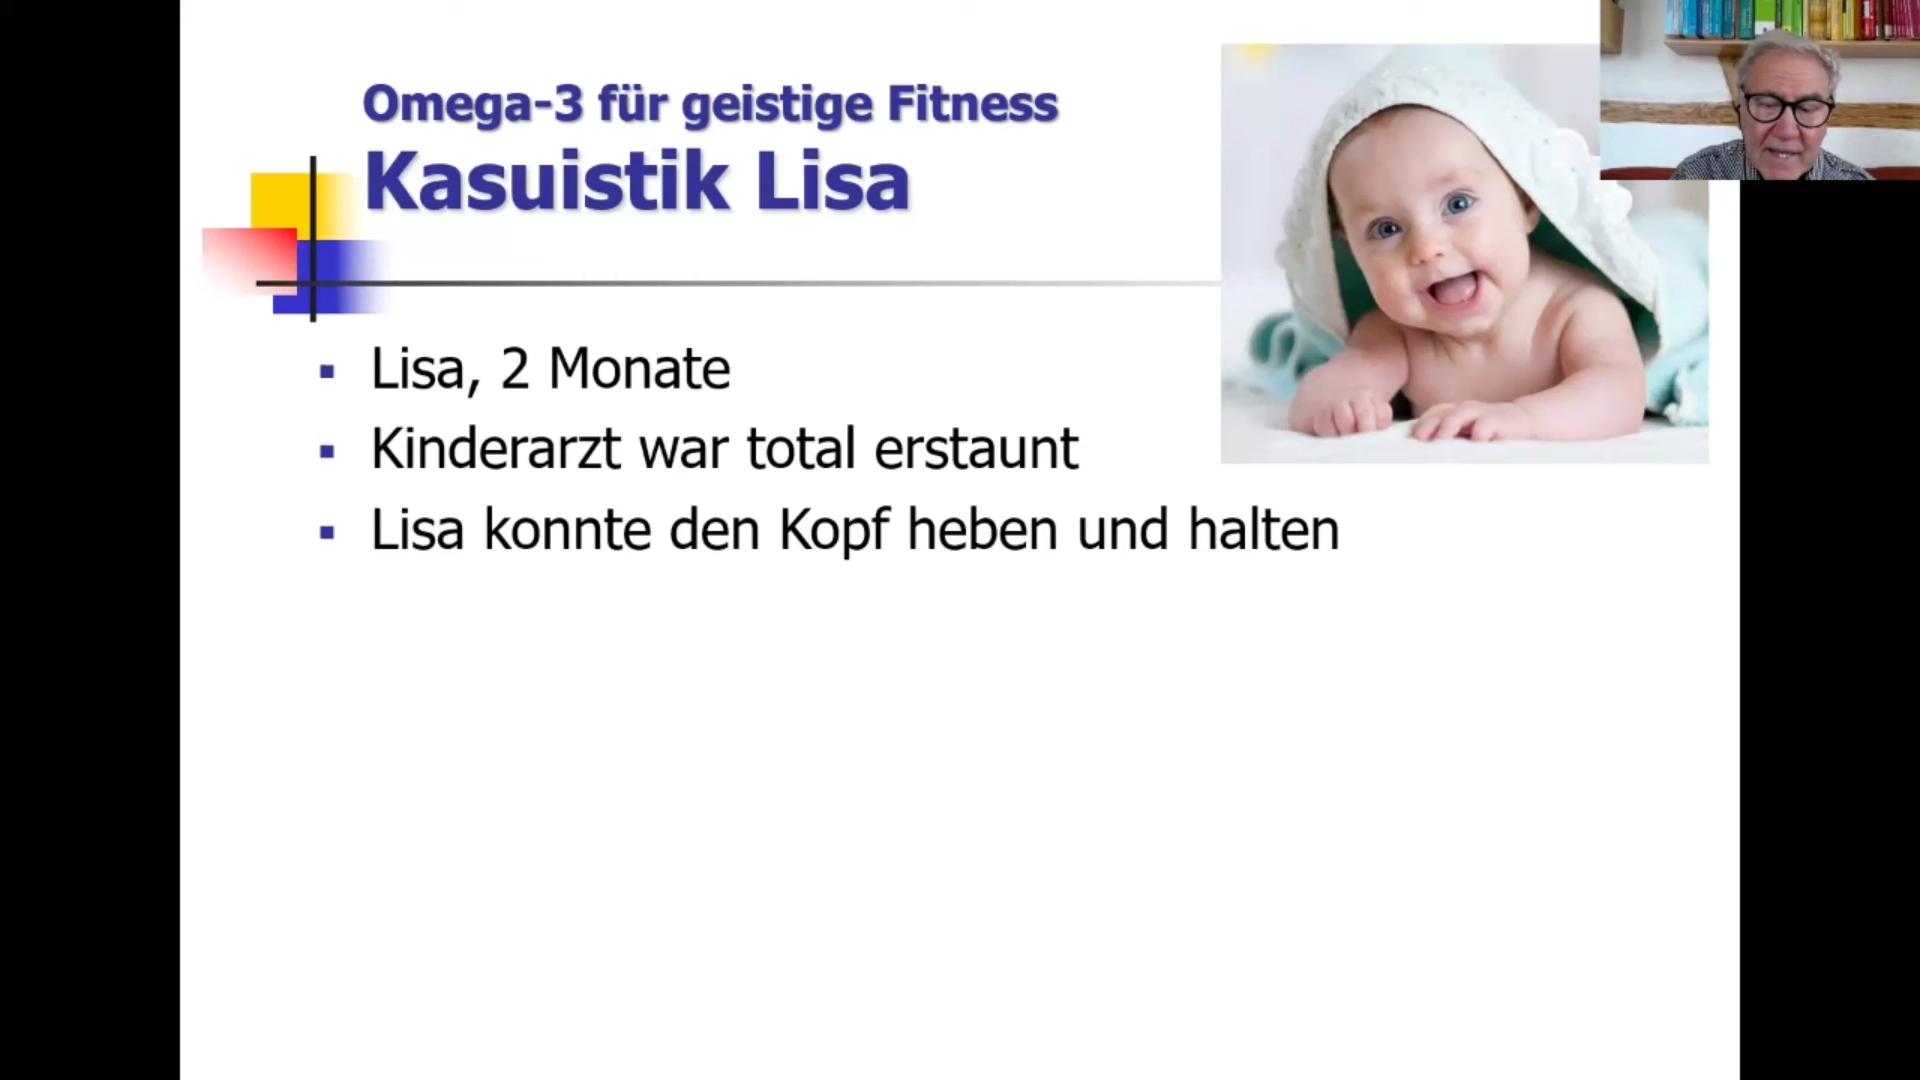 Omega-3 für geistige Fitness
Kasuistik Lisa
Lisa, 2 Monate
Kinderarzt war total erstaunt
Lisa konnte den Kopf heben und halten